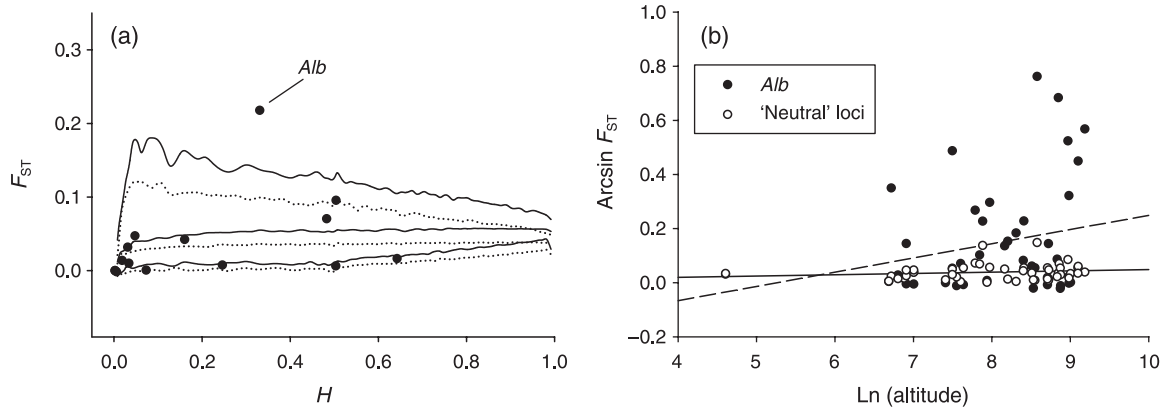 (a)
Alb
0.3
0.2
0.1
0.0
F_ST
0.0 0.2 0.4 0.6 0.8 1.0
H
(b)
Alb
'Neutral' loci
1.0
0.8
0.6
0.4
0.2
0.0
−0.2
Arcsin F_ST
4 5 6 7 8 9 10
Ln (altitude)